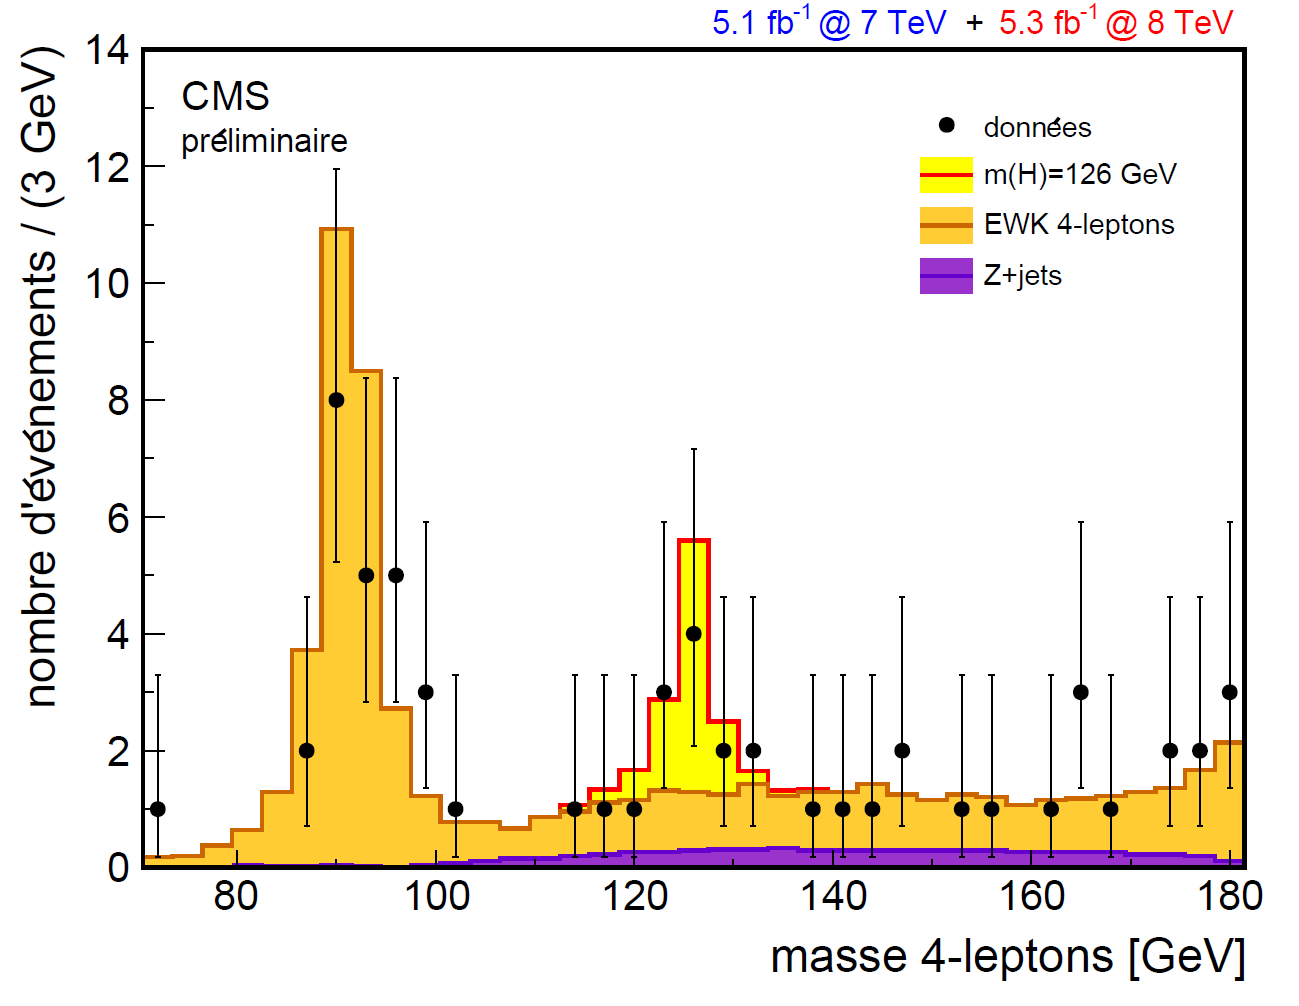 5.1 fb-1 @ 7 TeV + 5.3 fb-1 @ 8 TeV
CMS
préliminaire
données
m(H)=126 GeV
EWK 4-leptons
Z+jets
nombre d'événements / (3 GeV)
14
12
10
8
6
4
2
0
80 100 120 140 160 180
masse 4-leptons [GeV]